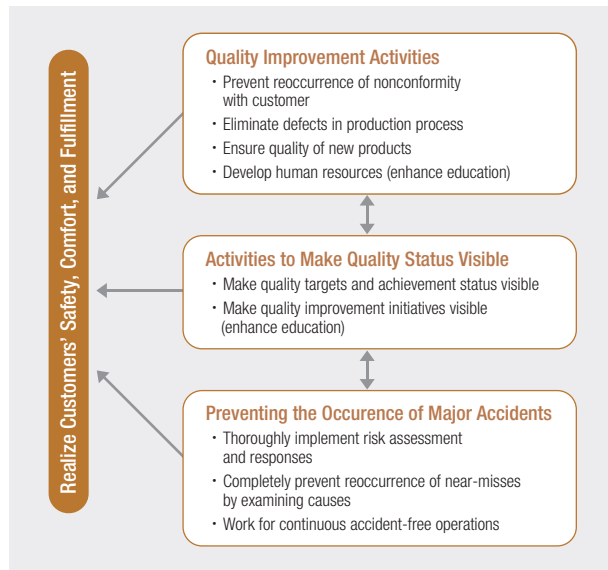 Realize Customers' Safety, Comfort, and Fulfillment
Quality Improvement Activities
・Prevent reoccurrence of nonconformity
with customer
・Eliminate defects in production process
・Ensure quality of new products
・Develop human resources (enhance education)
Activities to Make Quality Status Visible
・Make quality targets and achievement status visible
・Make quality improvement initiatives visible
(enhance education)
Preventing the Occurence of Major Accidents
・Thoroughly implement risk assessment
and responses
・Completely prevent reoccurrence of near-misses
by examining causes
・Work for continuous accident-free operations